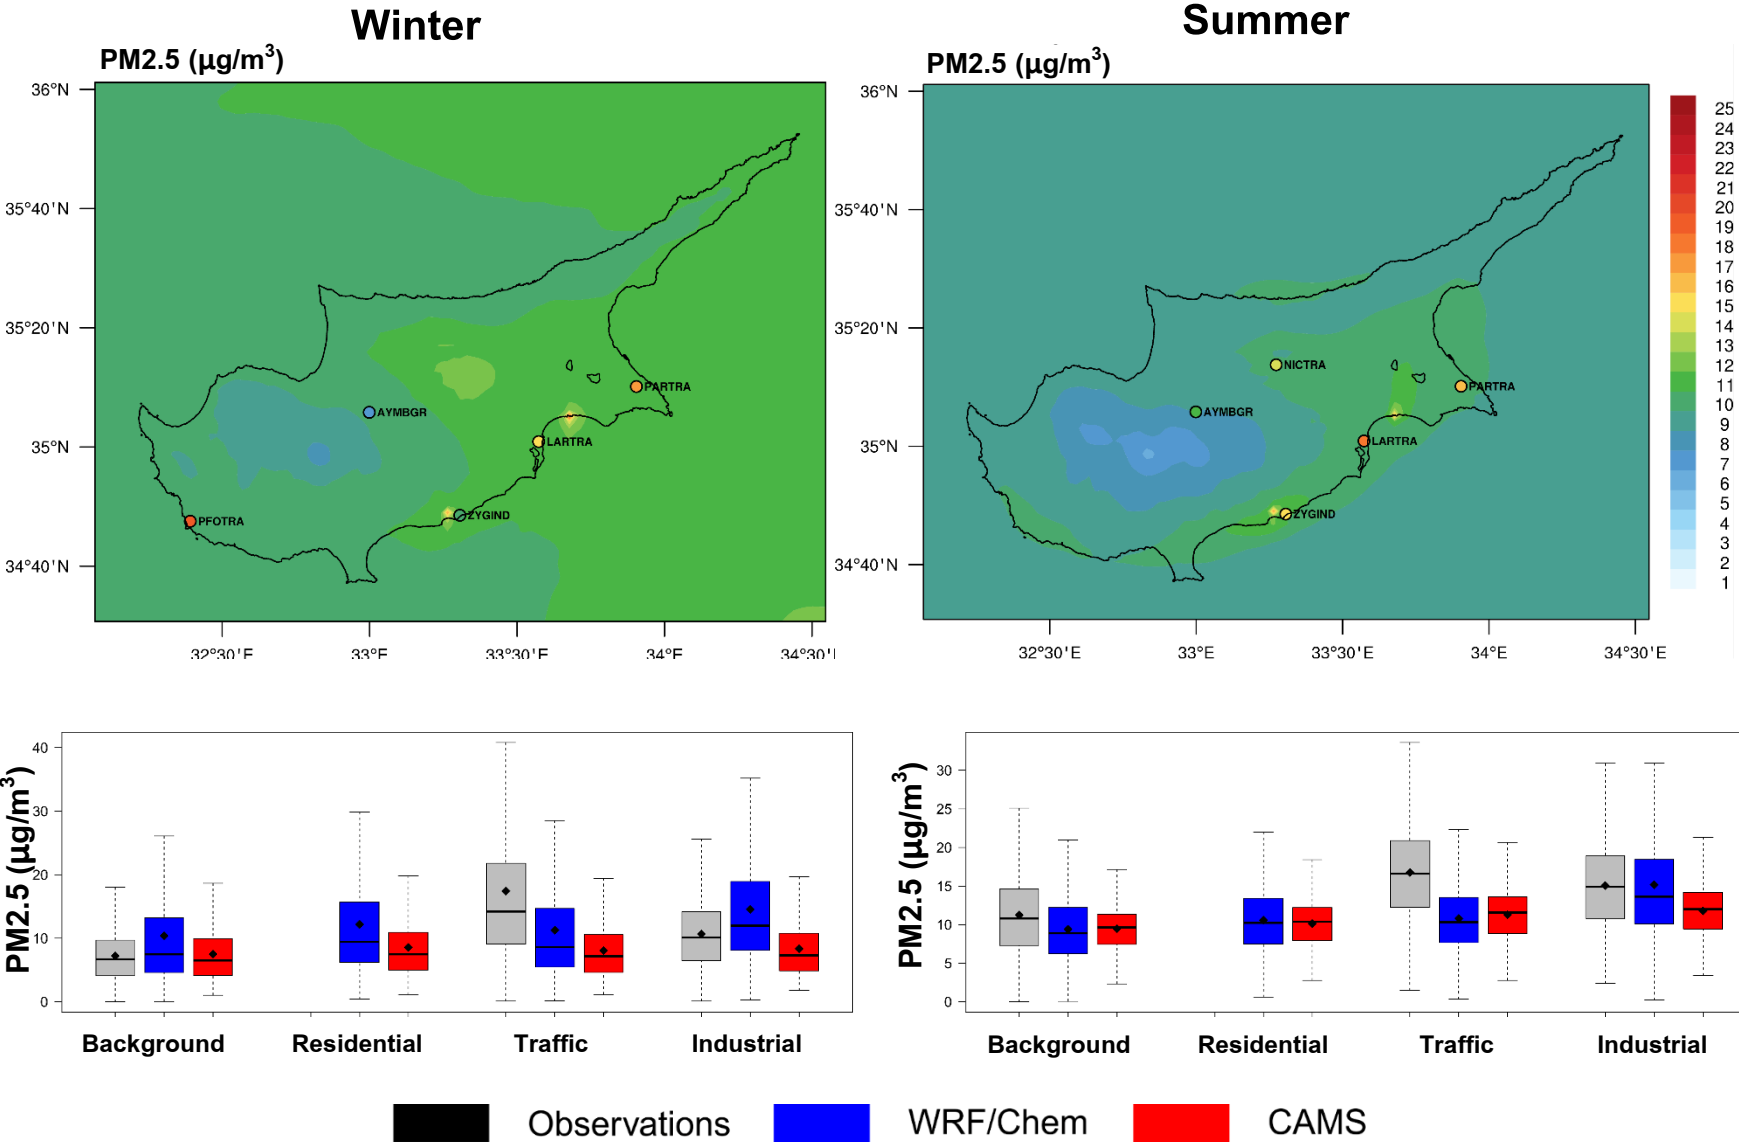 Winter
Summer
PM2.5 (µg/m³)
PM2.5 (µg/m³)
36°N
35°40'N
35°20'N
35°N
34°40'N
32°30'E
33°E
33°30'E
34°E
PARTRA
AYMBGR
LARTRA
ZYGIND
PFOTRA
36°N
35°40'N
35°20'N
35°N
34°40'N
32°30'E
33°E
33°30'E
34°E
34°30'E
NICTRA
PARTRA
AYMBGR
LARTRA
ZYGIND
25
24
23
22
21
20
19
18
17
16
15
14
13
12
11
10
9
8
7
6
5
4
3
2
1
PM2.5 (µg/m³)
40
30
20
10
0
Background
Residential
Traffic
Industrial
PM2.5 (µg/m³)
30
25
20
15
10
5
0
Background
Residential
Traffic
Industrial
Observations
WRF/Chem
CAMS